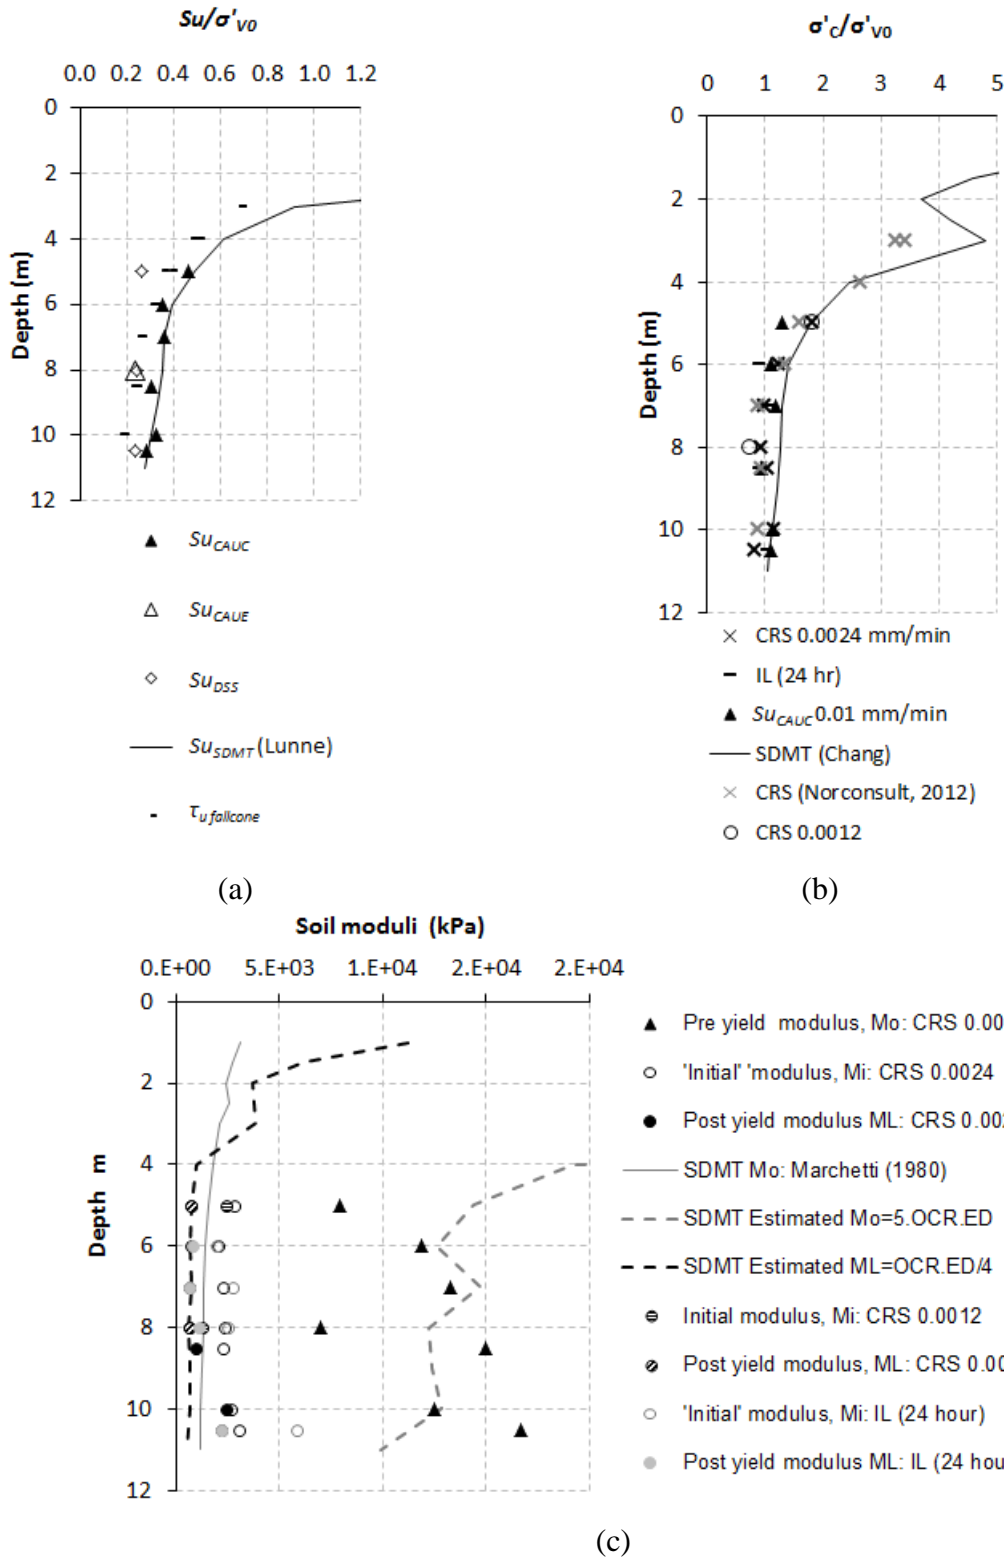 Su/σ'V0
0.0 0.2 0.4 0.6 0.8 1.0 1.2
0
2
4
6
8
10
12
Depth (m)
SuCAUC
SuCAUE
SuDSS
SuSDMT (Lunne)
τu fallcone
(a)
σ'C/σ'V0
0 1 2 3 4 5
0
2
4
6
8
10
12
Depth (m)
CRS 0.0024 mm/min
IL (24 hr)
SuCAUC 0.01 mm/min
SDMT (Chang)
CRS (Norconsult, 2012)
CRS 0.0012
(b)
Soil moduli (kPa)
0.E+00 5.E+03 1.E+04 2.E+04 2.E+04
0
2
4
6
8
10
12
Depth m
Pre yield modulus, Mo: CRS 0.00
'Initial' 'modulus, Mi: CRS 0.0024
Post yield modulus ML: CRS 0.00
SDMT Mo: Marchetti (1980)
SDMT Estimated Mo=5.OCR.ED
SDMT Estimated ML=OCR.ED/4
Initial modulus, Mi: CRS 0.0012
Post yield modulus, ML: CRS 0.00
'Initial' modulus, Mi: IL (24 hour)
Post yield modulus ML: IL (24 hou
(c)